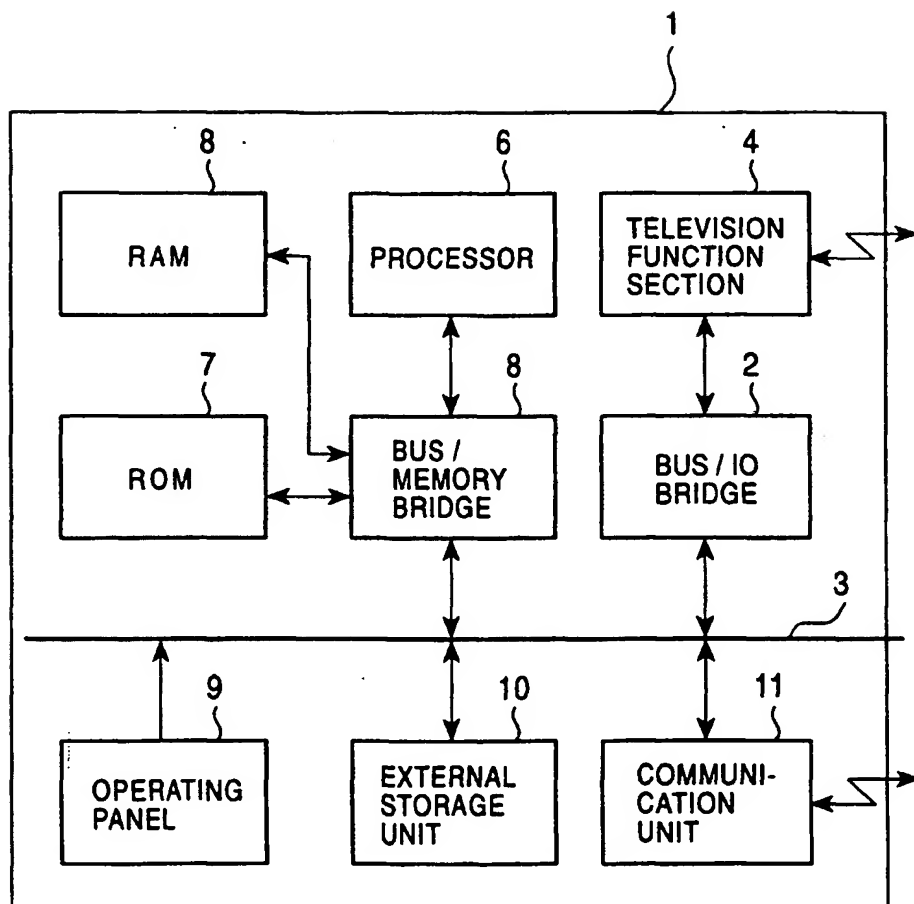 1
8
6
4
RAM
PROCESSOR
TELEVISION
FUNCTION
SECTION
7
8
2
ROM
BUS /
MEMORY
BRIDGE
BUS / IO
BRIDGE
3
9
10
11
OPERATING
PANEL
EXTERNAL
STORAGE
UNIT
COMMUNI-
CATION
UNIT